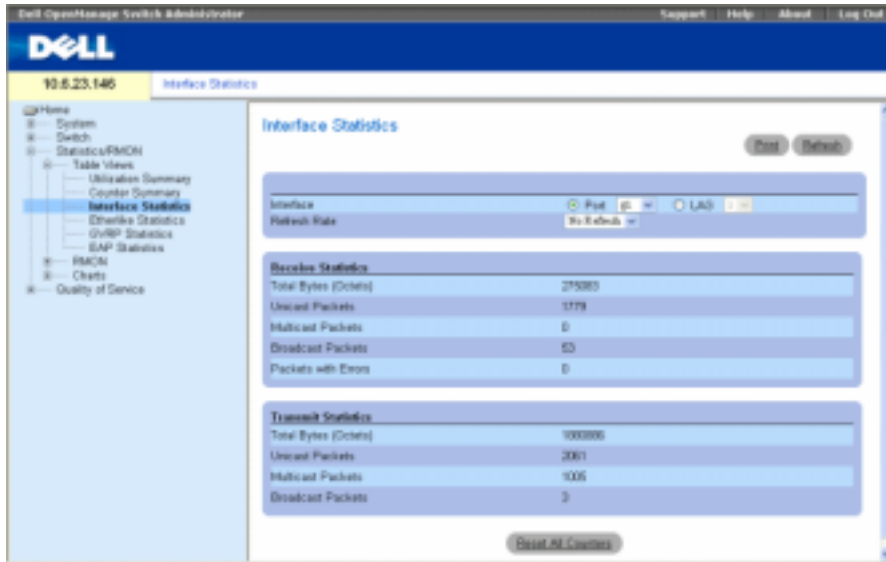 Dell OpenManage Switch Administrator
Support Help About Log Out
DELL
10.6.23.146
Interface Statistics
Home
System
Switch
Statistics/RMON
Table Views
Utilization Summary
Counter Summary
Interface Statistics
Etherlike Statistics
GVRP Statistics
EAP Statistics
RMON
Charts
Quality of Service
Interface Statistics
Print Refresh
Interface Port LAG
Refresh Rate No Refresh
Receive Statistics
Total Bytes (Octets) 275083
Unicast Packets 1779
Multicast Packets 0
Broadcast Packets 53
Packets with Errors 0
Transmit Statistics
Total Bytes (Octets)
Unicast Packets 2061
Multicast Packets 1005
Broadcast Packets 3
Reset All Counters